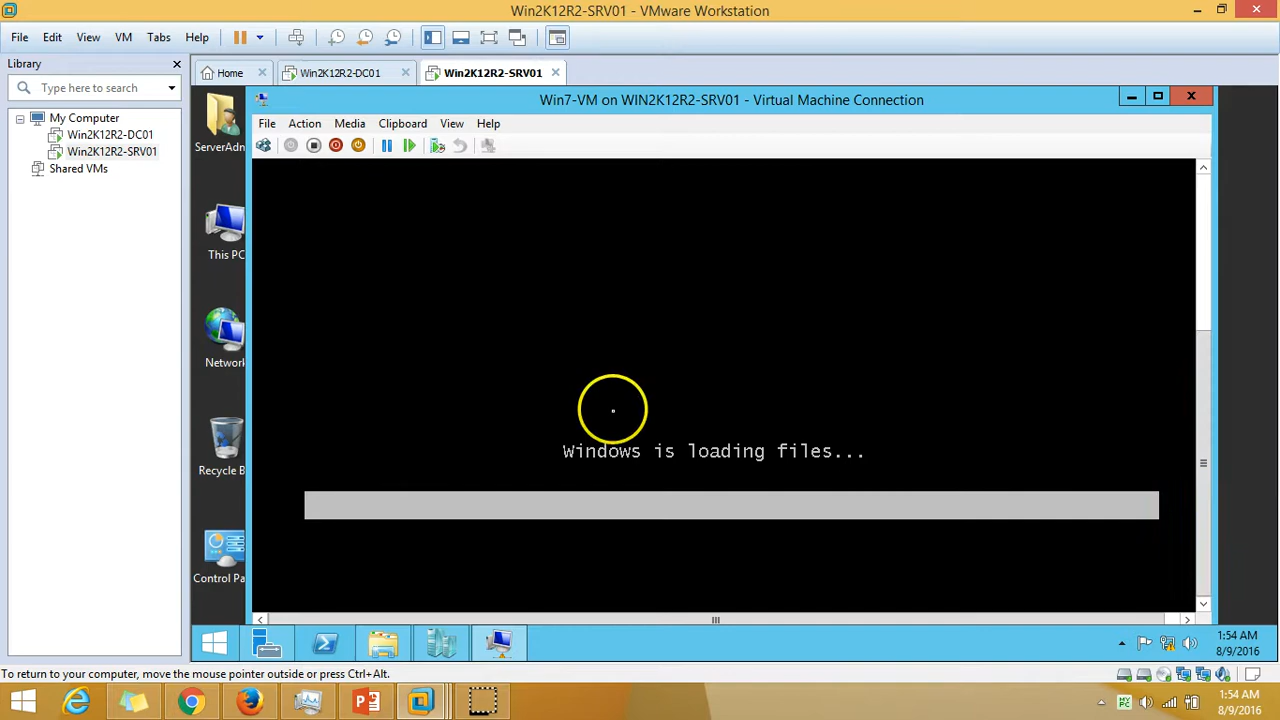 Win2K12R2-SRV01 - VMware Workstation
File Edit View VM Tabs Help
Library
Type here to search
My Computer
Win2K12R2-DC01
Win2K12R2-SRV01
Shared VMs
Home
Win2K12R2-DC01
Win2K12R2-SRV01
ServerAdn
This PC
Network
Recycle B
Control Pa
Win7-VM on WIN2K12R2-SRV01 - Virtual Machine Connection
File Action Media Clipboard View Help
Windows is loading files...
1:54 AM
8/9/2016
To return to your computer, move the mouse pointer outside or press Ctrl+Alt.
1:54 AM
8/9/2016